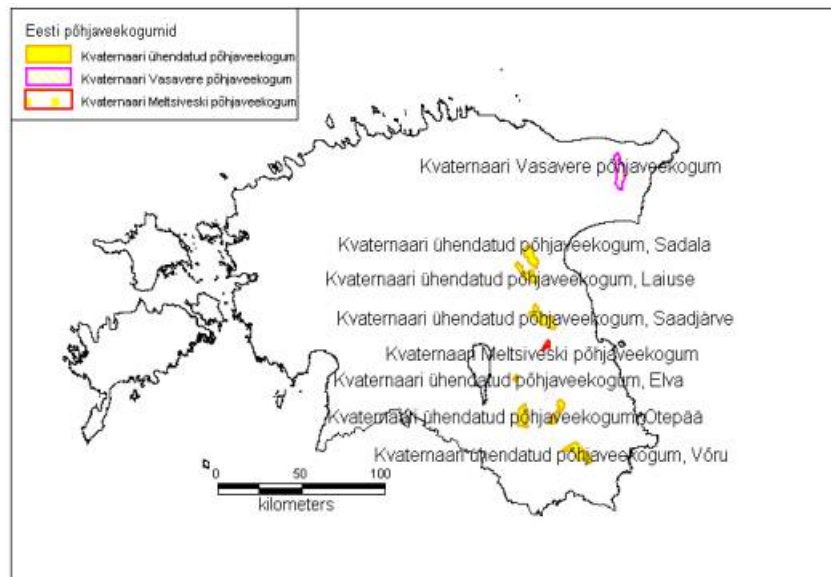 Eesti põhjaveekogumid
Kvaternaari ühendatud põhjaveekogum
Kvaternaari Vasavere põhjaveekogum
Kvaternaari Meltsiveski põhjaveekogum
Kvaternaari Vasavere põhjaveekogum
Kvaternaari ühendatud põhjaveekogum, Sadala
Kvaternaari ühendatud põhjaveekogum, Laiuse
Kvaternaari ühendatud põhjaveekogum, Saadjärve
Kvaternaari Meltsiveski põhjaveekogum
Kvaternaari ühendatud põhjaveekogum, Elva
Kvaternaari ühendatud põhjaveekogum, Otepää
Kvaternaari ühendatud põhjaveekogum, Võru
0 50 100
kilometers